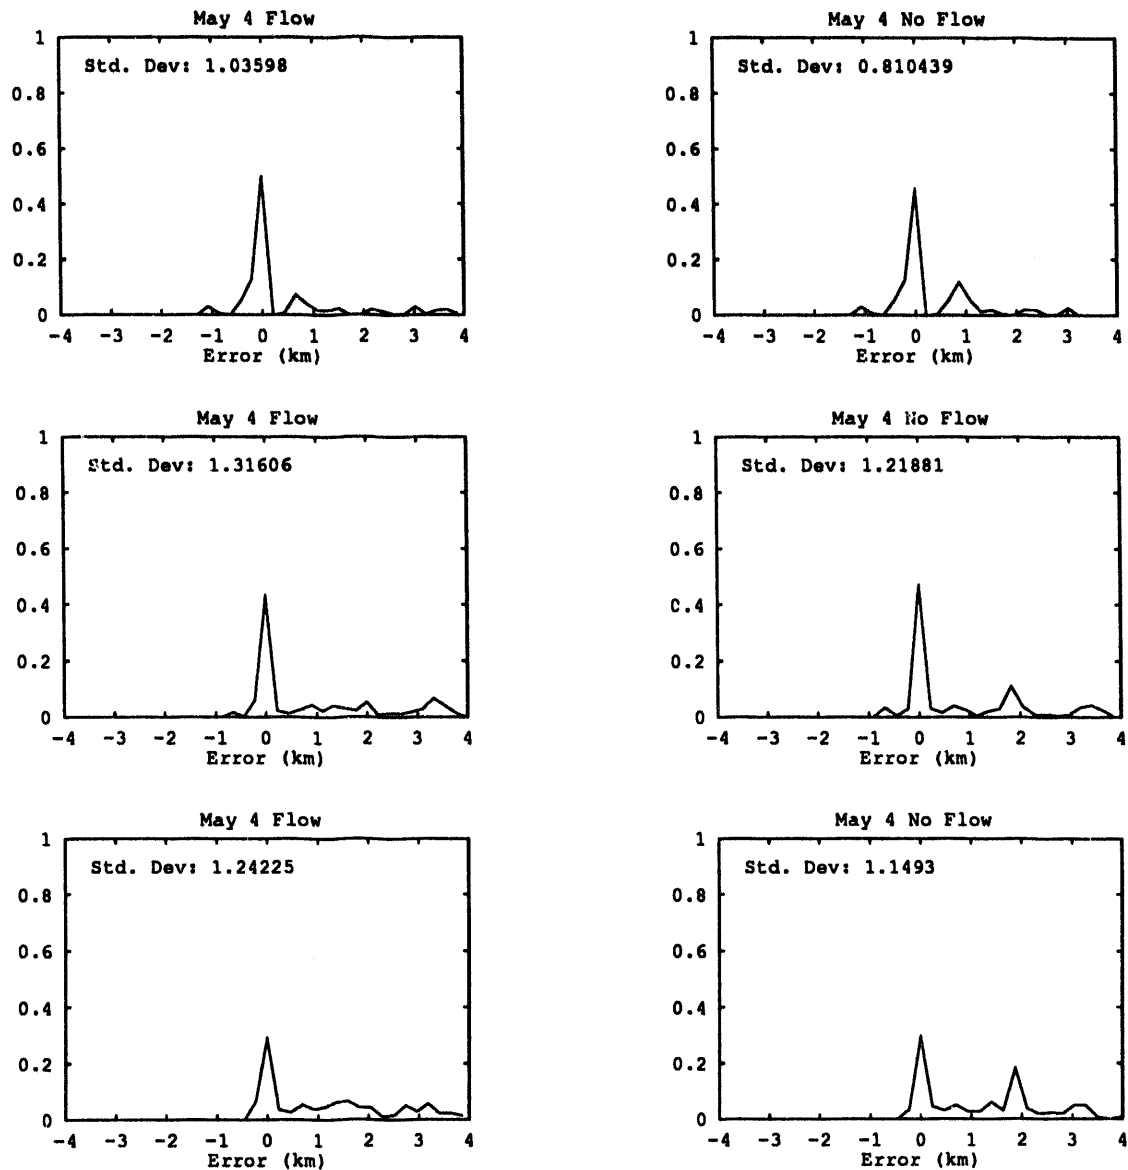 May 4 Flow
Std. Dev: 1.03598
1
0.8
0.6
0.4
0.2
0
-4 -3 -2 -1 0 1 2 3 4
Error (km)
May 4 No Flow
Std. Dev: 0.810439
1
0.8
0.6
0.4
0.2
0
-4 -3 -2 -1 0 1 2 3 4
Error (km)
May 4 Flow
Std. Dev: 1.31606
1
0.8
0.6
0.4
0.2
0
-4 -3 -2 -1 0 1 2 3 4
Error (km)
May 4 No Flow
Std. Dev: 1.21881
1
0.8
0.6
0.4
0.2
0
-4 -3 -2 -1 0 1 2 3 4
Error (km)
May 4 Flow
Std. Dev: 1.24225
1
0.8
0.6
0.4
0.2
0
-4 -3 -2 -1 0 1 2 3 4
Error (km)
May 4 No Flow
Std. Dev: 1.1493
1
0.8
0.6
0.4
0.2
0
-4 -3 -2 -1 0 1 2 3 4
Error (km)